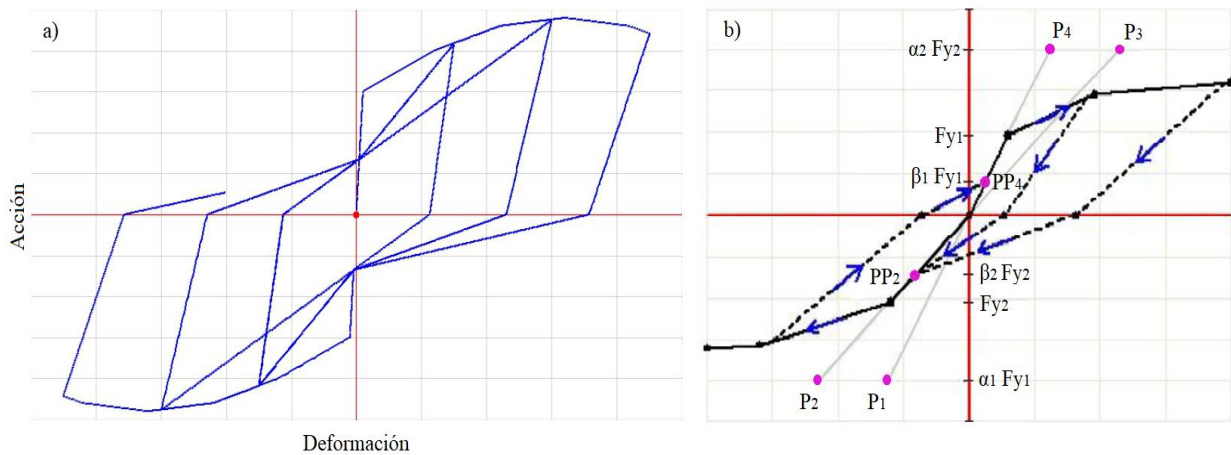 a)
Acción
Deformación
b)
P4
P3
α2 Fy2
Fy1
β1 Fy1
PP4
PP2
β2 Fy2
Fy2
α1 Fy1
P2
P1